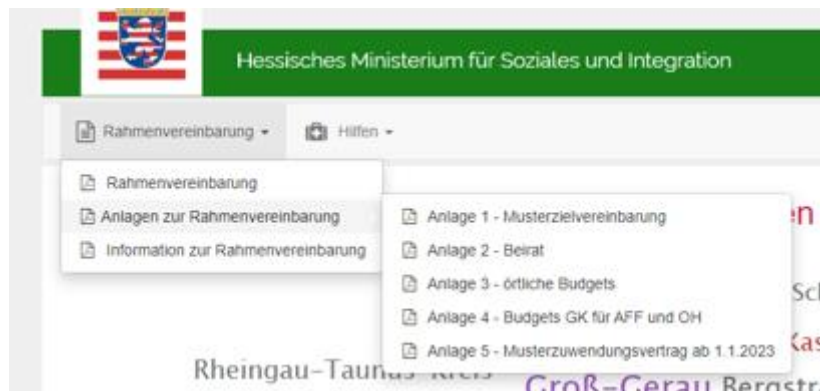 Hessisches Ministerium für Soziales und Integration
Rahmenvereinbarung
Hilfen
Rahmenvereinbarung
Anlagen zur Rahmenvereinbarung
Information zur Rahmenvereinbarung
Anlage 1 - Musterzielvereinbarung
Anlage 2 - Beirat
Anlage 3 - örtliche Budgets
Anlage 4 - Budgets GK für AFF und OH
Anlage 5 - Musterzuwendungsvertrag ab 1.1.2023
Rheingau-Taunus-Kreis
Groß-Gerau